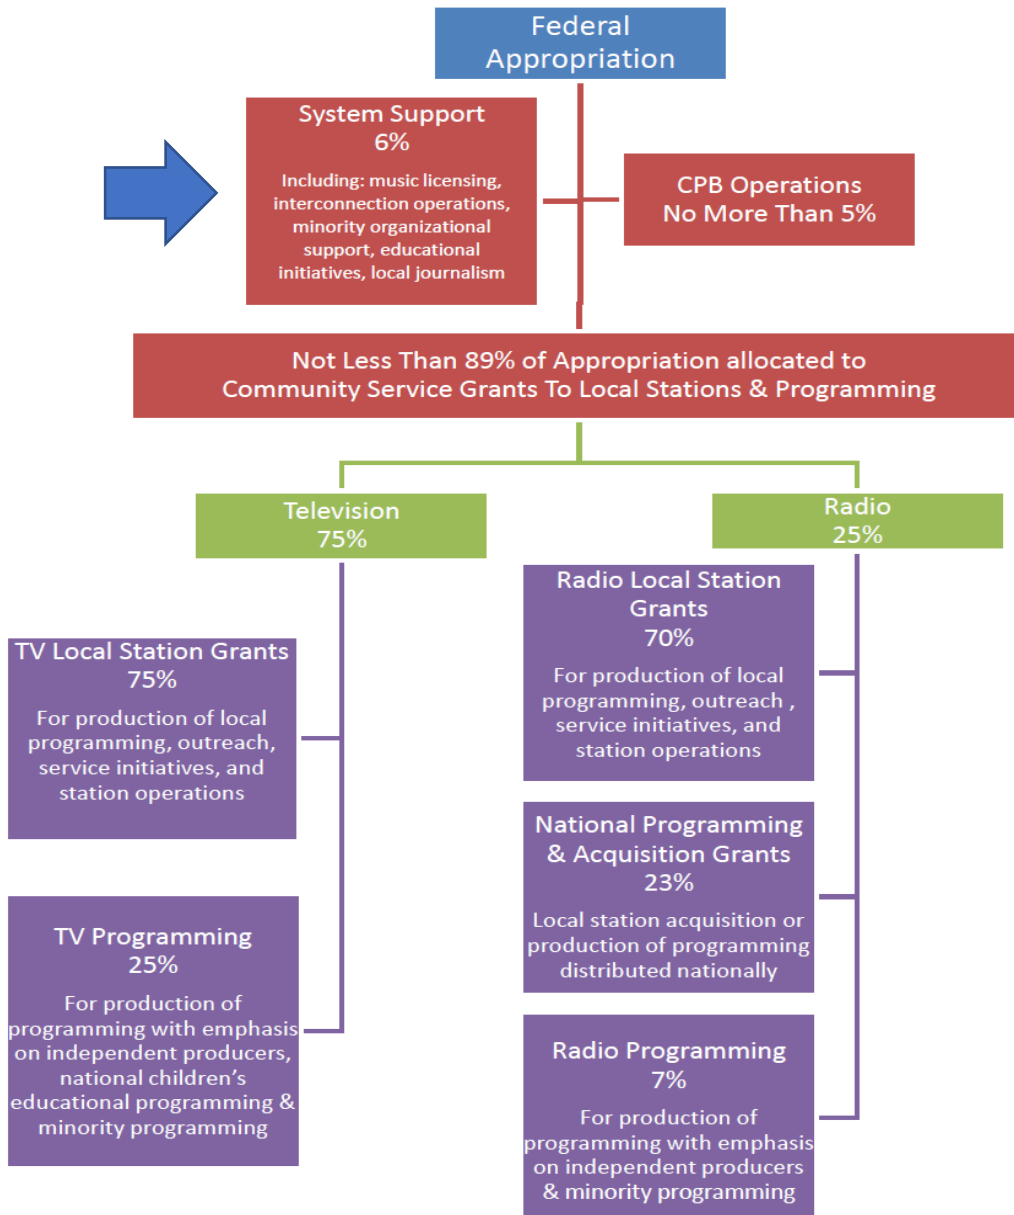 Federal
Appropriation
System Support
6%
Including: music licensing,
interconnection operations,
minority organizational
support, educational
initiatives, local journalism
CPB Operations
No More Than 5%
Not Less Than 89% of Appropriation allocated to
Community Service Grants To Local Stations & Programming
Television
75%
Radio
25%
TV Local Station Grants
75%
For production of local
programming, outreach,
service initiatives, and
station operations
TV Programming
25%
For production of
programming with emphasis
on independent producers,
national children’s
educational programming &
minority programming
Radio Local Station
Grants
70%
For production of local
programming, outreach ,
service initiatives, and
station operations
National Programming
& Acquisition Grants
23%
Local station acquisition or
production of programming
distributed nationally
Radio Programming
7%
For production of
programming with emphasis
on independent producers
& minority programming